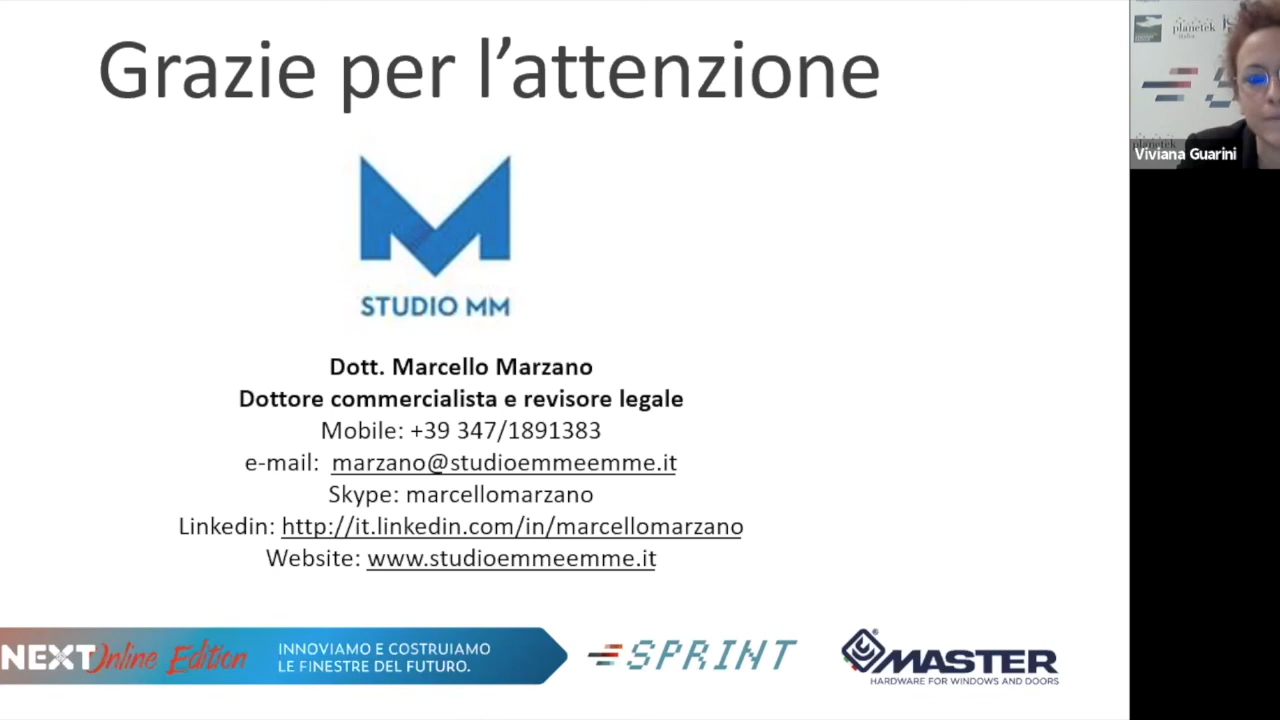 Grazie per l'attenzione
STUDIO MM
Dott. Marcello Marzano
Dottore commercialista e revisore legale
Mobile: +39 347/1891383
e-mail: marzano@studioemmeemme.it
Skype: marcellomarzano
Linkedin: http://it.linkedin.com/in/marcellomarzano
Website: www.studioemmeemme.it
NEXT Online Edition
INNOVIAMO E COSTRUIAMO
LE FINESTRE DEL FUTURO.
SPRINT
MASTER
HARDWARE FOR WINDOWS AND DOORS
planetek
italia
planetek
Viviana Guarini